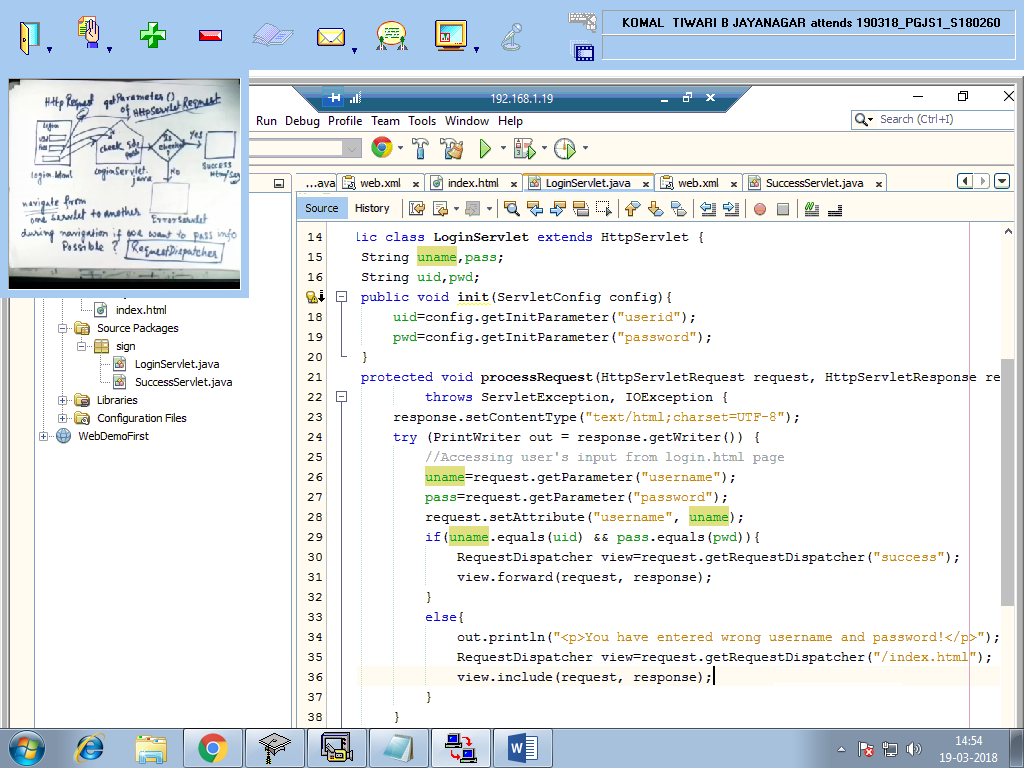 KOMAL TIWARI B JAYANAGAR attends 190318_PGJS1_S180260
Http Request getParameter()
of HttpServletRequest
Login
check
Yes
No
Success
login.html
LoginServlet.
java
ErrorServlet
navigate from
one servlet to another
during navigation if we want to pass info
Possible ? RequestDispatcher
192.168.1.19
Run Debug Profile Team Tools Window Help
Search (Ctrl+I)
...ava web.xml index.html LoginServlet.java web.xml SuccessServlet.java
Source History
index.html
Source Packages
sign
LoginServlet.java
SuccessServlet.java
Libraries
Configuration Files
WebDemoFirst
14 lic class LoginServlet extends HttpServlet {
15 String uname,pass;
16 String uid,pwd;
public void init(ServletConfig config){
18 uid=config.getInitParameter("userid");
19 pwd=config.getInitParameter("password");
20 }
21 protected void processRequest(HttpServletRequest request, HttpServletResponse re
22 throws ServletException, IOException {
23 response.setContentType("text/html;charset=UTF-8");
24 try (PrintWriter out = response.getWriter()) {
25 //Accessing user's input from login.html page
26 uname=request.getParameter("username");
27 pass=request.getParameter("password");
28 request.setAttribute("username", uname);
29 if(uname.equals(uid) && pass.equals(pwd)){
30 RequestDispatcher view=request.getRequestDispatcher("success");
31 view.forward(request, response);
32 }
33 else{
34 out.println("<p>You have entered wrong username and password!</p>");
35 RequestDispatcher view=request.getRequestDispatcher("/index.html");
36 view.include(request, response);
37 }
38 }
14:54
19-03-2018